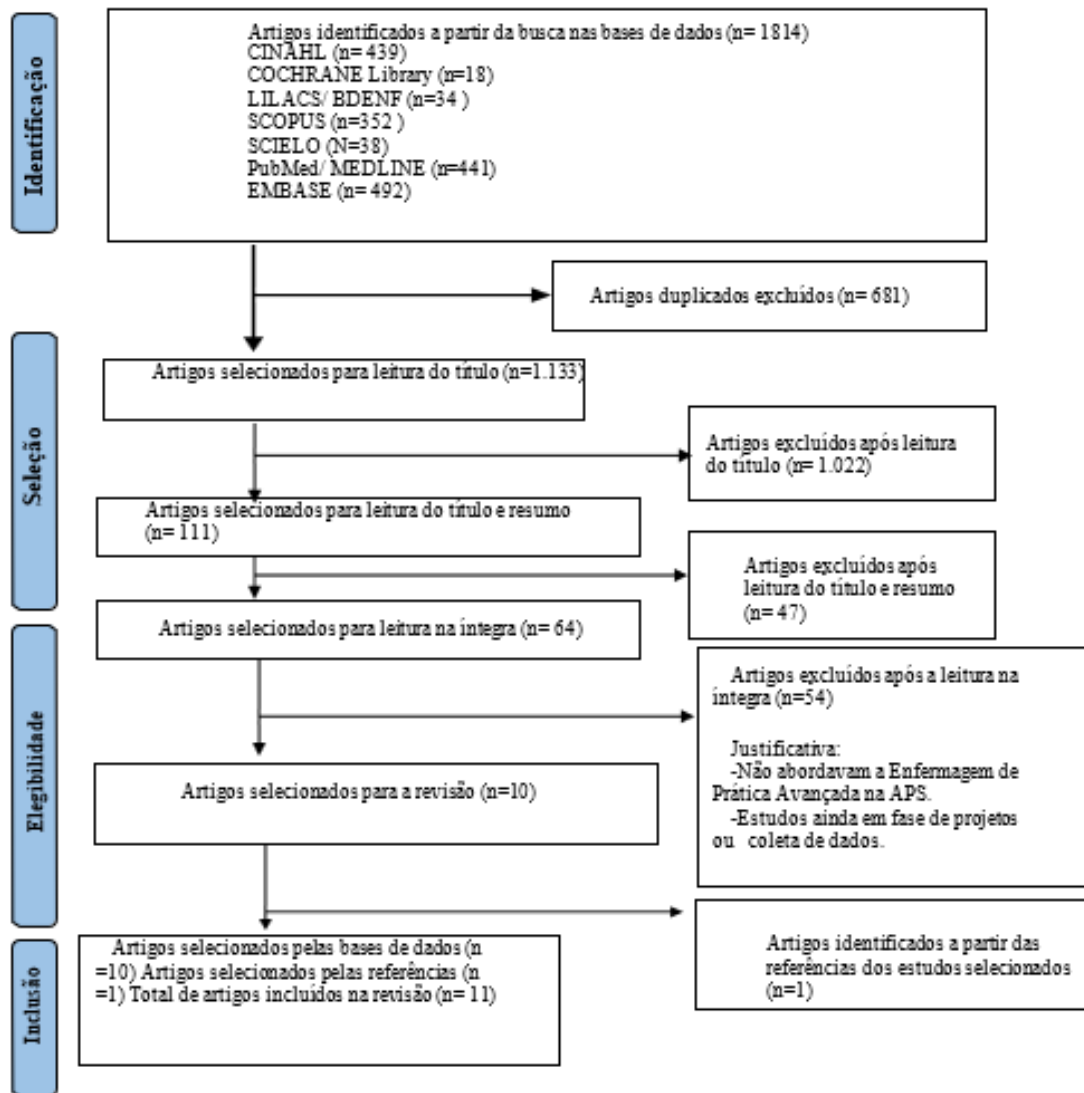 Identificação
Artigos identificados a partir da busca nas bases de dados (n= 1814)
CINAHL (n= 439)
COCHRANE Library (n=18)
LILACS/ BDENF (n=34 )
SCOPUS (n=352 )
SCIELO (N=38)
PubMed/ MEDLINE (n=441)
EMBASE (n= 492)
Artigos duplicados excluídos (n= 681)
Seleção
Artigos selecionados para leitura do título (n=1.133)
Artigos excluídos após leitura
do título (n= 1.022)
Artigos selecionados para leitura do título e resumo
(n= 111)
Artigos excluídos após
leitura do título e resumo
(n= 47)
Artigos selecionados para leitura na íntegra (n= 64)
Elegibilidade
Artigos excluídos após a leitura na
íntegra (n=54)
Justificativa:
-Não abordavam a Enfermagem de
Prática Avançada na APS.
-Estudos ainda em fase de projetos
ou coleta de dados.
Artigos selecionados para a revisão (n=10)
Inclusão
Artigos selecionados pelas bases de dados (n
=10) Artigos selecionados pelas referências (n
=1) Total de artigos incluídos na revisão (n= 11)
Artigos identificados a partir das
referências dos estudos selecionados
(n=1)